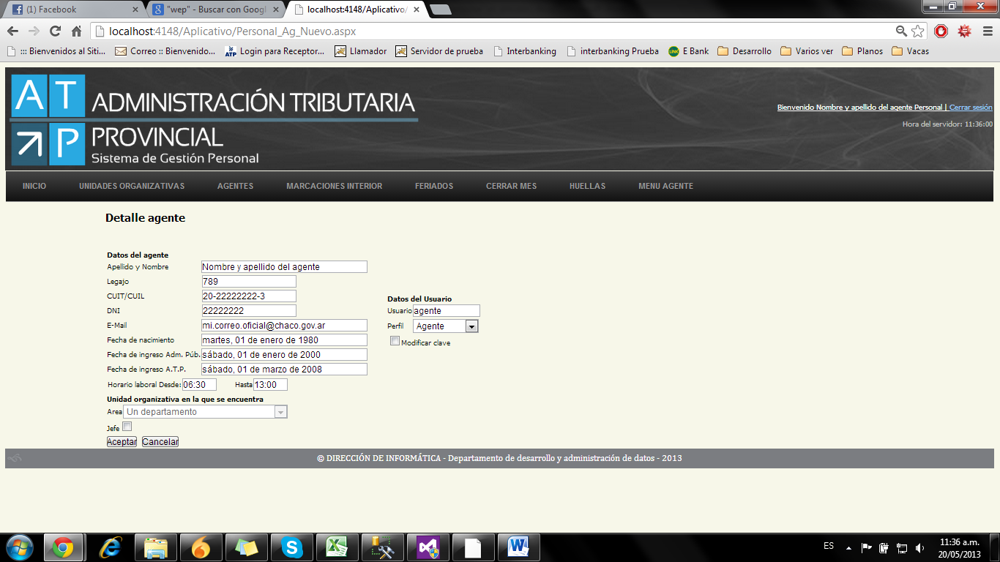 (1) Facebook
"wep" - Buscar con Googl
localhost:4148/Aplicativo/
localhost:4148/Aplicativo/Personal_Ag_Nuevo.aspx
::: Bienvenidos al Siti...
Correo :: Bienvenido...
ATP
Login para Receptor...
Llamador
Servidor de prueba
Interbanking
interbanking Prueba
LINK
E Bank
Desarrollo
Varios ver
Planos
Vacas
A T
P
ADMINISTRACIÓN TRIBUTARIA
PROVINCIAL
Sistema de Gestión Personal
Bienvenido Nombre y apellido del agente Personal | Cerrar sesión
Hora del servidor: 11:36:00
INICIO
UNIDADES ORGANIZATIVAS
AGENTES
MARCACIONES INTERIOR
FERIADOS
CERRAR MES
HUELLAS
MENU AGENTE
Detalle agente
Datos del agente
Apellido y Nombre Nombre y apellido del agente
Legajo 789
CUIT/CUIL 20-22222222-3
DNI 22222222
E-Mail mi.correo.oficial@chaco.gov.ar
Fecha de nacimiento martes, 01 de enero de 1980
Fecha de ingreso Adm. Púb. sábado, 01 de enero de 2000
Fecha de ingreso A.T.P. sábado, 01 de marzo de 2008
Horario laboral Desde: 06:30 Hasta 13:00
Unidad organizativa en la que se encuentra
Area Un departamento
Jefe
Aceptar Cancelar
Datos del Usuario
Usuario agente
Perfil Agente
Modificar clave
© DIRECCIÓN DE INFORMÁTICA - Departamento de desarrollo y administración de datos - 2013
ES
11:36 a.m.
20/05/2013